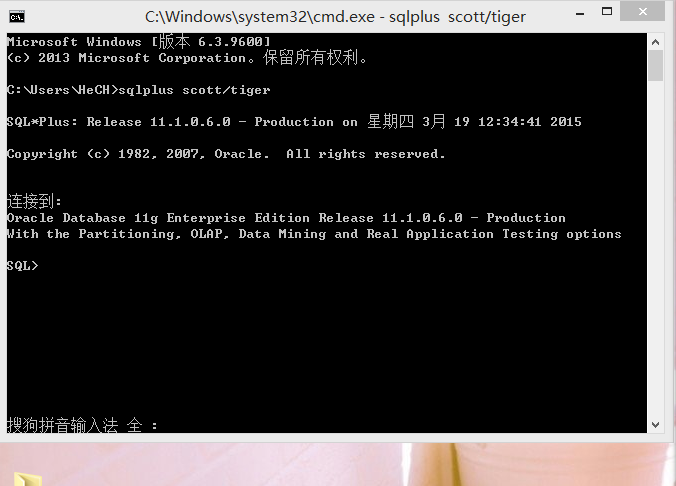 C:\Windows\system32\cmd.exe - sqlplus  scott/tiger
Microsoft Windows [版本 6.3.9600]
(c) 2013 Microsoft Corporation。保留所有权利。
C:\Users\HeCH>sqlplus scott/tiger
SQL*Plus: Release 11.1.0.6.0 - Production on 星期四 3月 19 12:34:41 2015
Copyright (c) 1982, 2007, Oracle.  All rights reserved.
连接到:
Oracle Database 11g Enterprise Edition Release 11.1.0.6.0 - Production
With the Partitioning, OLAP, Data Mining and Real Application Testing options
SQL>
搜狗拼音输入法 全 :